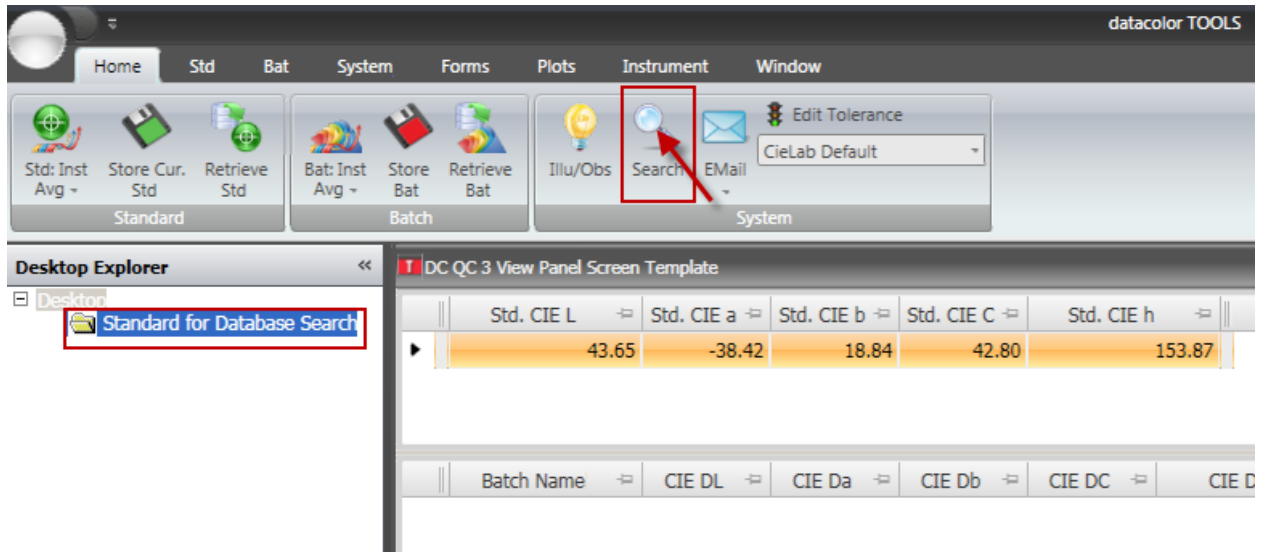 datacolor TOOLS
Home Std Bat System Forms Plots Instrument Window
Std: Inst Avg
Store Cur. Std
Retrieve Std
Standard
Bat: Inst Avg
Store Bat
Retrieve Bat
Batch
Illu/Obs
Search
EMail
Edit Tolerance
CieLab Default
System
Desktop Explorer
Desktop
Standard for Database Search
T DC QC 3 View Panel Screen Template
Std. CIE L Std. CIE a Std. CIE b Std. CIE C Std. CIE h
43.65 -38.42 18.84 42.80 153.87
Batch Name CIE DL CIE Da CIE Db CIE DC CIE D